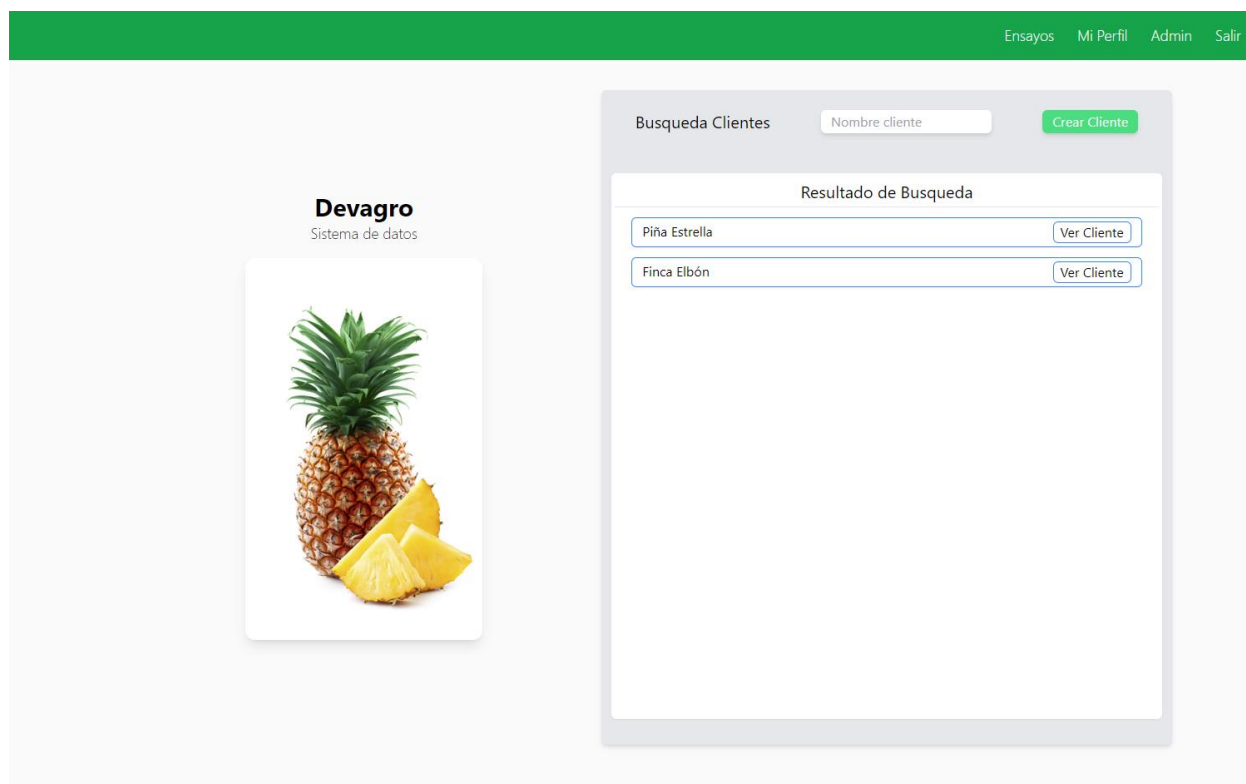 Ensayos Mi Perfil Admin Salir
Devagro
Sistema de datos
Busqueda Clientes Nombre cliente Crear Cliente
Resultado de Busqueda
Piña Estrella Ver Cliente
Finca Elbón Ver Cliente